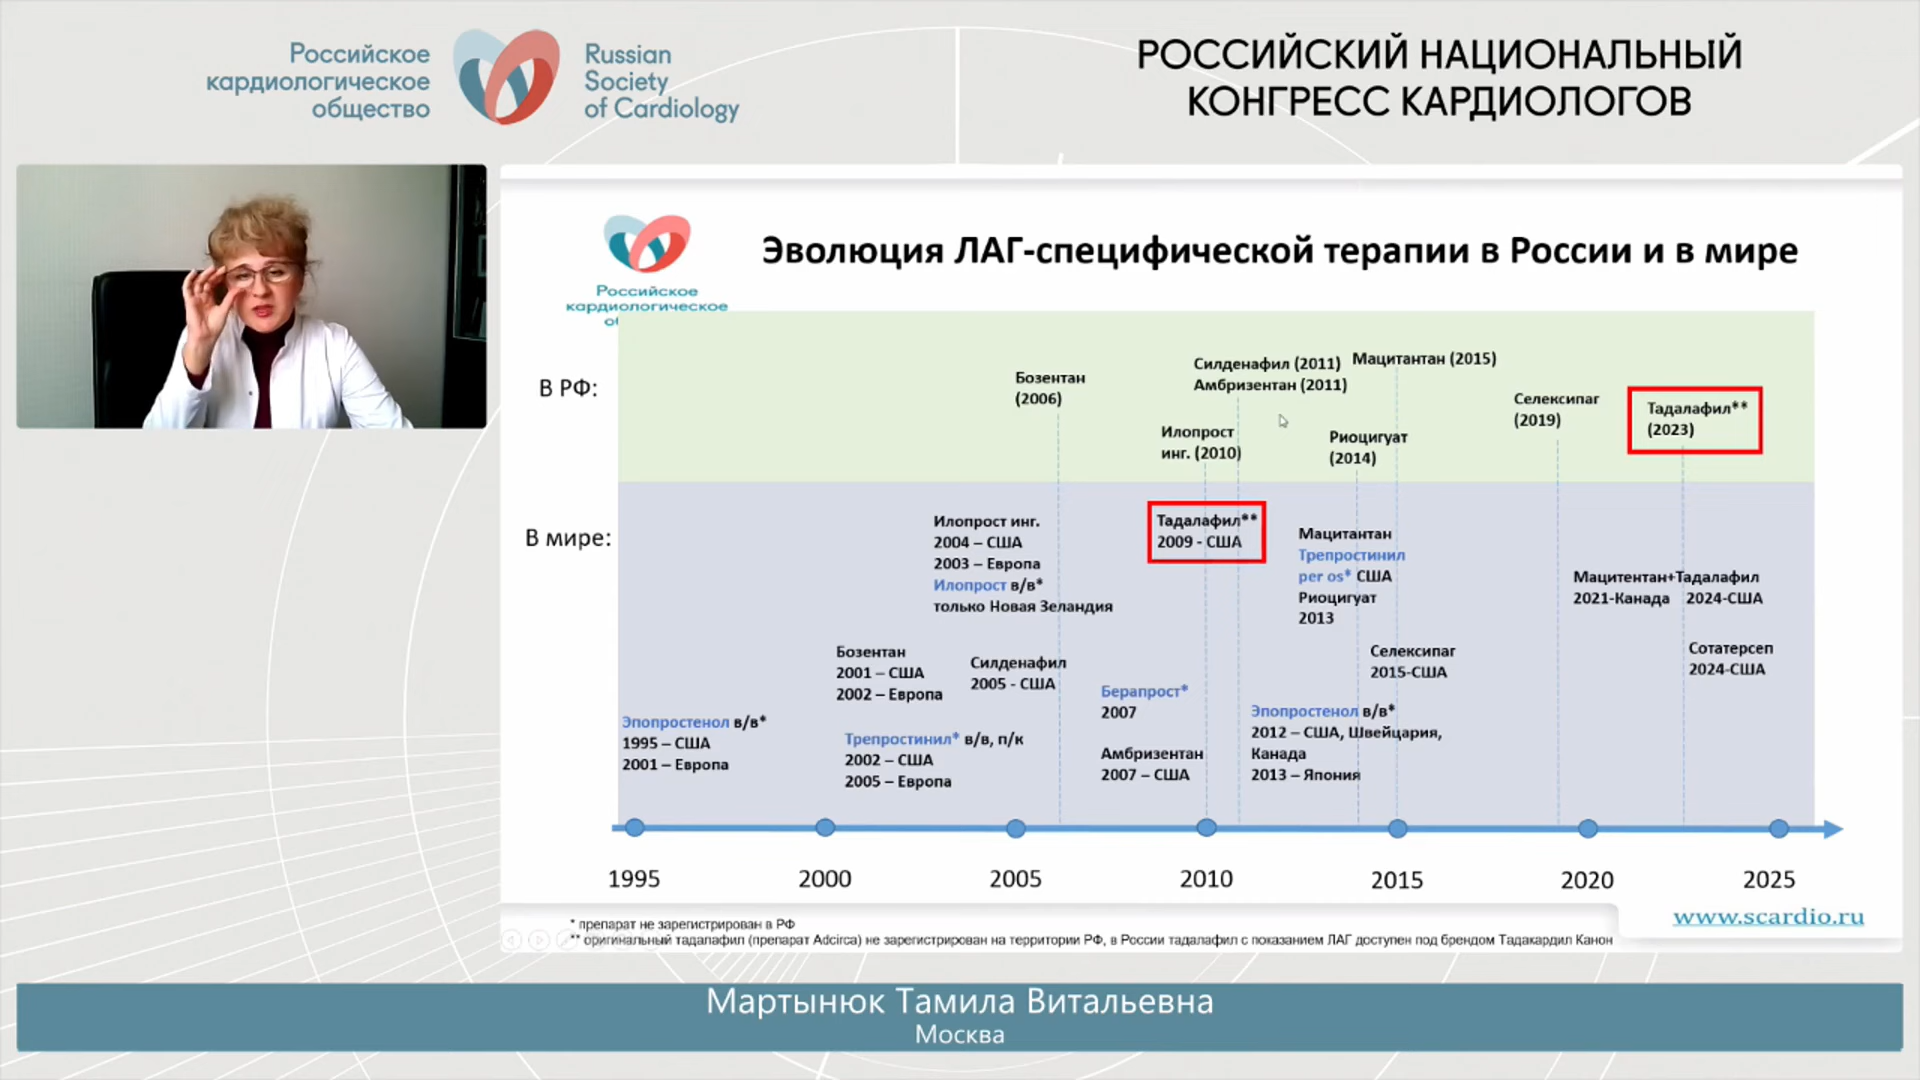 Российское
кардиологическое
общество
Russian
Society
of Cardiology
РОССИЙСКИЙ НАЦИОНАЛЬНЫЙ
КОНГРЕСС КАРДИОЛОГОВ
Российское
кардиологическое
Эволюция ЛАГ-специфической терапии в России и в мире
В РФ:
Бозентан
(2006)
Илопрост
инг. (2010)
Силденафил (2011)
Амбризентан (2011)
Мацитантан (2015)
Риоцигуат
(2014)
Селексипаг
(2019)
Тадалафил**
(2023)
В мире:
Эпопростенол в/в*
1995 – США
2001 – Европа
Бозентан
2001 – США
2002 – Европа
Трепростинил* в/в, п/к
2002 – США
2005 – Европа
Илопрост инг.
2004 – США
2003 – Европа
Илопрост в/в*
только Новая Зеландия
Силденафил
2005 - США
Берапрост*
2007
Амбризентан
2007 – США
Тадалафил**
2009 - США
Мацитантан
Трепростинил
per os* США
Риоцигуат
2013
Эпопростенол в/в*
2012 – США, Швейцария,
Канада
2013 – Япония
Селексипаг
2015-США
Мацитентан+Тадалафил
2021-Канада 2024-США
Сотатерсеп
2024-США
1995 2000 2005 2010 2015 2020 2025
* препарат не зарегистрирован в РФ
** оригинальный тадалафил (препарат Adcirca) не зарегистрирован на территории РФ, в России тадалафил с показанием ЛАГ доступен под брендом Тадакардил Канон
www.scardio.ru
Мартынюк Тамила Витальевна
Москва